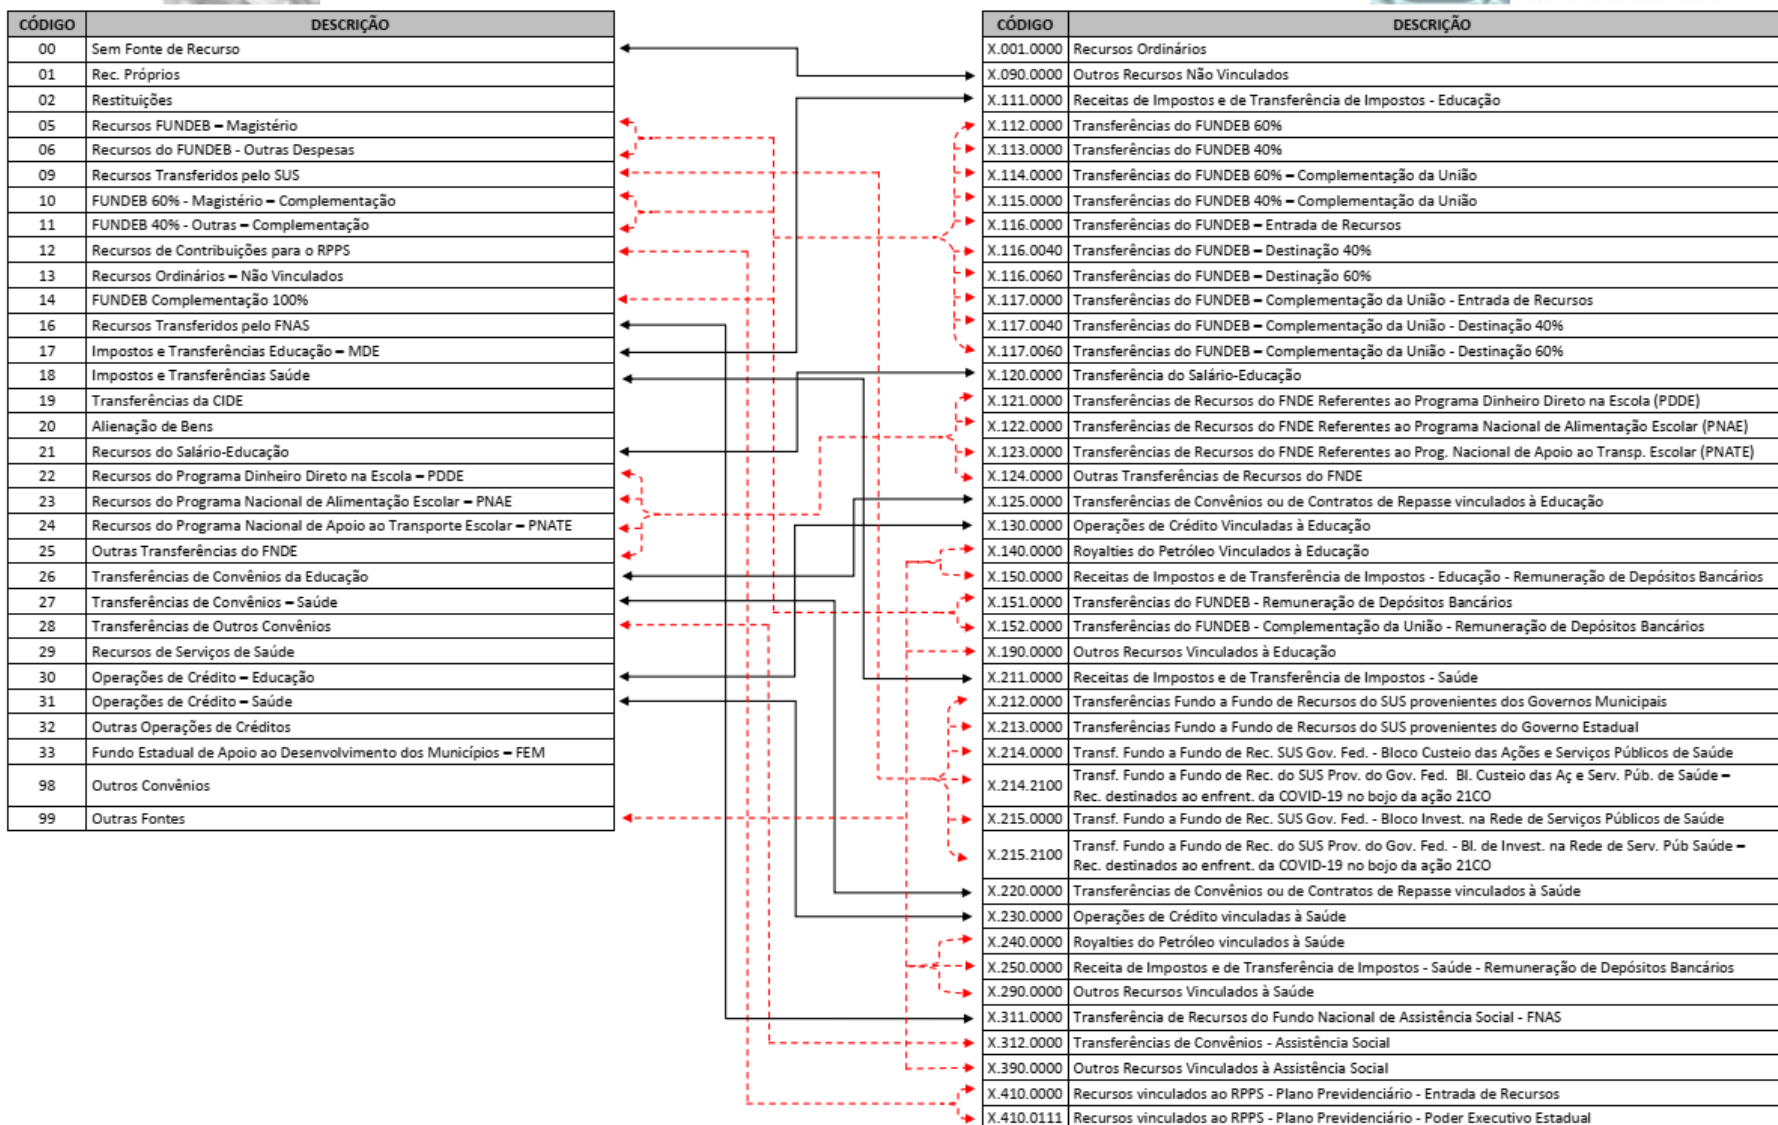 CÓDIGO DESCRIÇÃO
00 Sem Fonte de Recurso
01 Rec. Próprios
02 Restituições
05 Recursos FUNDEB – Magistério
06 Recursos do FUNDEB - Outras Despesas
09 Recursos Transferidos pelo SUS
10 FUNDEB 60% - Magistério – Complementação
11 FUNDEB 40% - Outras – Complementação
12 Recursos de Contribuições para o RPPS
13 Recursos Ordinários – Não Vinculados
14 FUNDEB Complementação 100%
16 Recursos Transferidos pelo FNAS
17 Impostos e Transferências Educação – MDE
18 Impostos e Transferências Saúde
19 Transferências da CIDE
20 Alienação de Bens
21 Recursos do Salário-Educação
22 Recursos do Programa Dinheiro Direto na Escola – PDDE
23 Recursos do Programa Nacional de Alimentação Escolar – PNAE
24 Recursos do Programa Nacional de Apoio ao Transporte Escolar – PNATE
25 Outras Transferências do FNDE
26 Transferências de Convênios da Educação
27 Transferências de Convênios – Saúde
28 Transferências de Outros Convênios
29 Recursos de Serviços de Saúde
30 Operações de Crédito – Educação
31 Operações de Crédito – Saúde
32 Outras Operações de Créditos
33 Fundo Estadual de Apoio ao Desenvolvimento dos Municípios – FEM
98 Outros Convênios
99 Outras Fontes
CÓDIGO DESCRIÇÃO
X.001.0000 Recursos Ordinários
X.090.0000 Outros Recursos Não Vinculados
X.111.0000 Receitas de Impostos e de Transferência de Impostos - Educação
X.112.0000 Transferências do FUNDEB 60%
X.113.0000 Transferências do FUNDEB 40%
X.114.0000 Transferências do FUNDEB 60% – Complementação da União
X.115.0000 Transferências do FUNDEB 40% – Complementação da União
X.116.0000 Transferências do FUNDEB – Entrada de Recursos
X.116.0040 Transferências do FUNDEB – Destinação 40%
X.116.0060 Transferências do FUNDEB – Destinação 60%
X.117.0000 Transferências do FUNDEB – Complementação da União - Entrada de Recursos
X.117.0040 Transferências do FUNDEB – Complementação da União - Destinação 40%
X.117.0060 Transferências do FUNDEB – Complementação da União - Destinação 60%
X.120.0000 Transferência do Salário-Educação
X.121.0000 Transferências de Recursos do FNDE Referentes ao Programa Dinheiro Direto na Escola (PDDE)
X.122.0000 Transferências de Recursos do FNDE Referentes ao Programa Nacional de Alimentação Escolar (PNAE)
X.123.0000 Transferências de Recursos do FNDE Referentes ao Prog. Nacional de Apoio ao Transp. Escolar (PNATE)
X.124.0000 Outras Transferências de Recursos do FNDE
X.125.0000 Transferências de Convênios ou de Contratos de Repasse vinculados à Educação
X.130.0000 Operações de Crédito Vinculadas à Educação
X.140.0000 Royalties do Petróleo Vinculados à Educação
X.150.0000 Receitas de Impostos e de Transferência de Impostos - Educação - Remuneração de Depósitos Bancários
X.151.0000 Transferências do FUNDEB - Remuneração de Depósitos Bancários
X.152.0000 Transferências do FUNDEB - Complementação da União - Remuneração de Depósitos Bancários
X.190.0000 Outros Recursos Vinculados à Educação
X.211.0000 Receitas de Impostos e de Transferência de Impostos - Saúde
X.212.0000 Transferências Fundo a Fundo de Recursos do SUS provenientes dos Governos Municipais
X.213.0000 Transferências Fundo a Fundo de Recursos do SUS provenientes do Governo Estadual
X.214.0000 Transf. Fundo a Fundo de Rec. SUS Gov. Fed. - Bloco Custeio das Ações e Serviços Públicos de Saúde
X.214.2100 Transf. Fundo a Fundo de Rec. do SUS Prov. do Gov. Fed. Bl. Custeio das Aç e Serv. Púb. de Saúde –
Rec. destinados ao enfrent. da COVID-19 no bojo da ação 21CO
X.215.0000 Transf. Fundo a Fundo de Rec. SUS Gov. Fed. - Bloco Invest. na Rede de Serviços Públicos de Saúde
X.215.2100 Transf. Fundo a Fundo de Rec. do SUS Prov. do Gov. Fed. - Bl. de Invest. na Rede de Serv. Púb Saúde –
Rec. destinados ao enfrent. da COVID-19 no bojo da ação 21CO
X.220.0000 Transferências de Convênios ou de Contratos de Repasse vinculados à Saúde
X.230.0000 Operações de Crédito vinculadas à Saúde
X.240.0000 Royalties do Petróleo vinculados à Saúde
X.250.0000 Receita de Impostos e de Transferência de Impostos - Saúde - Remuneração de Depósitos Bancários
X.290.0000 Outros Recursos Vinculados à Saúde
X.311.0000 Transferência de Recursos do Fundo Nacional de Assistência Social - FNAS
X.312.0000 Transferências de Convênios - Assistência Social
X.390.0000 Outros Recursos Vinculados à Assistência Social
X.410.0000 Recursos vinculados ao RPPS - Plano Previdenciário - Entrada de Recursos
X.410.0111 Recursos vinculados ao RPPS - Plano Previdenciário - Poder Executivo Estadual